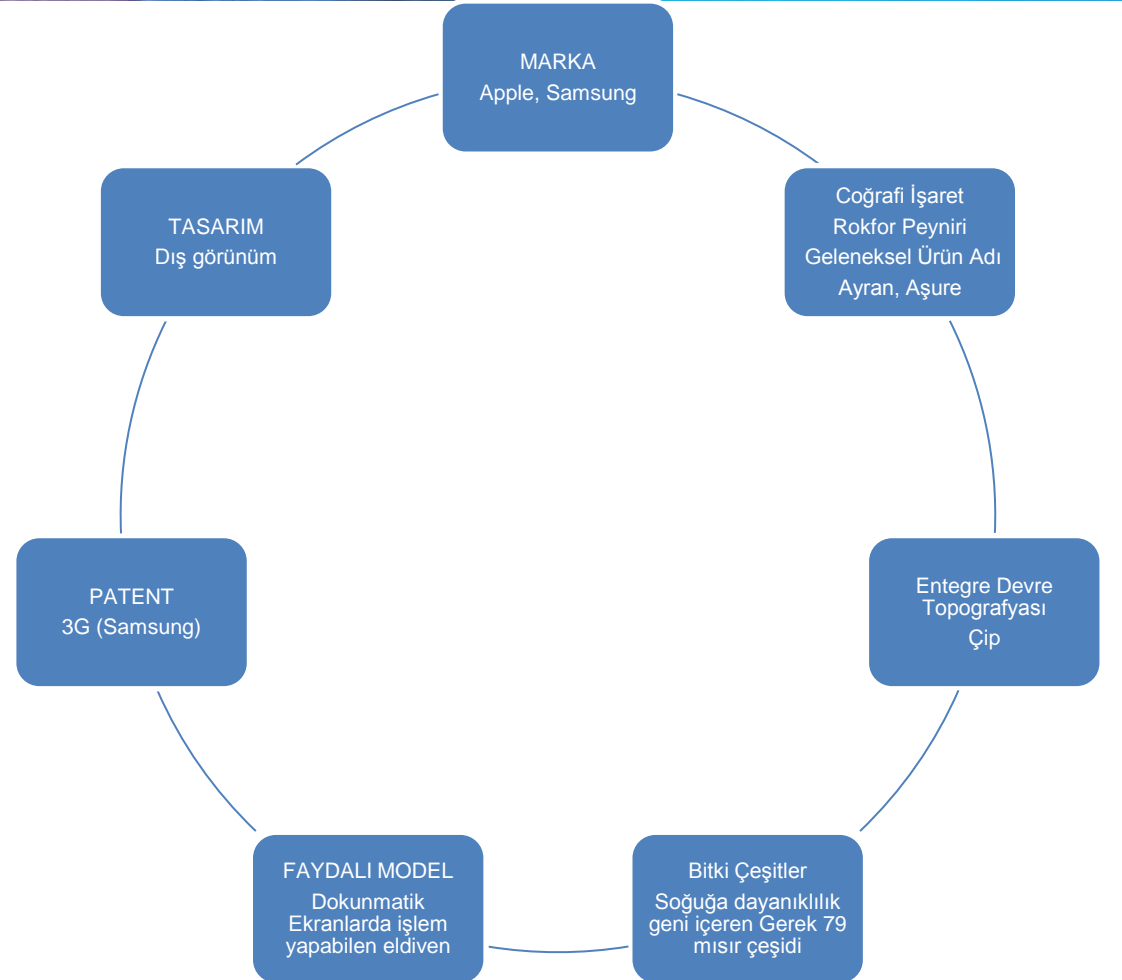 MARKA
Apple, Samsung
Coğrafi İşaret
Rokfor Peyniri
Geleneksel Ürün Adı
Ayran, Aşure
Entegre Devre
Topografyası
Çip
Bitki Çeşitler
Soğuğa dayanıklılık
geni içeren Gerek 79
mısır çeşidi
FAYDALI MODEL
Dokunmatik
Ekranlarda işlem
yapabilen eldiven
PATENT
3G (Samsung)
TASARIM
Dış görünüm